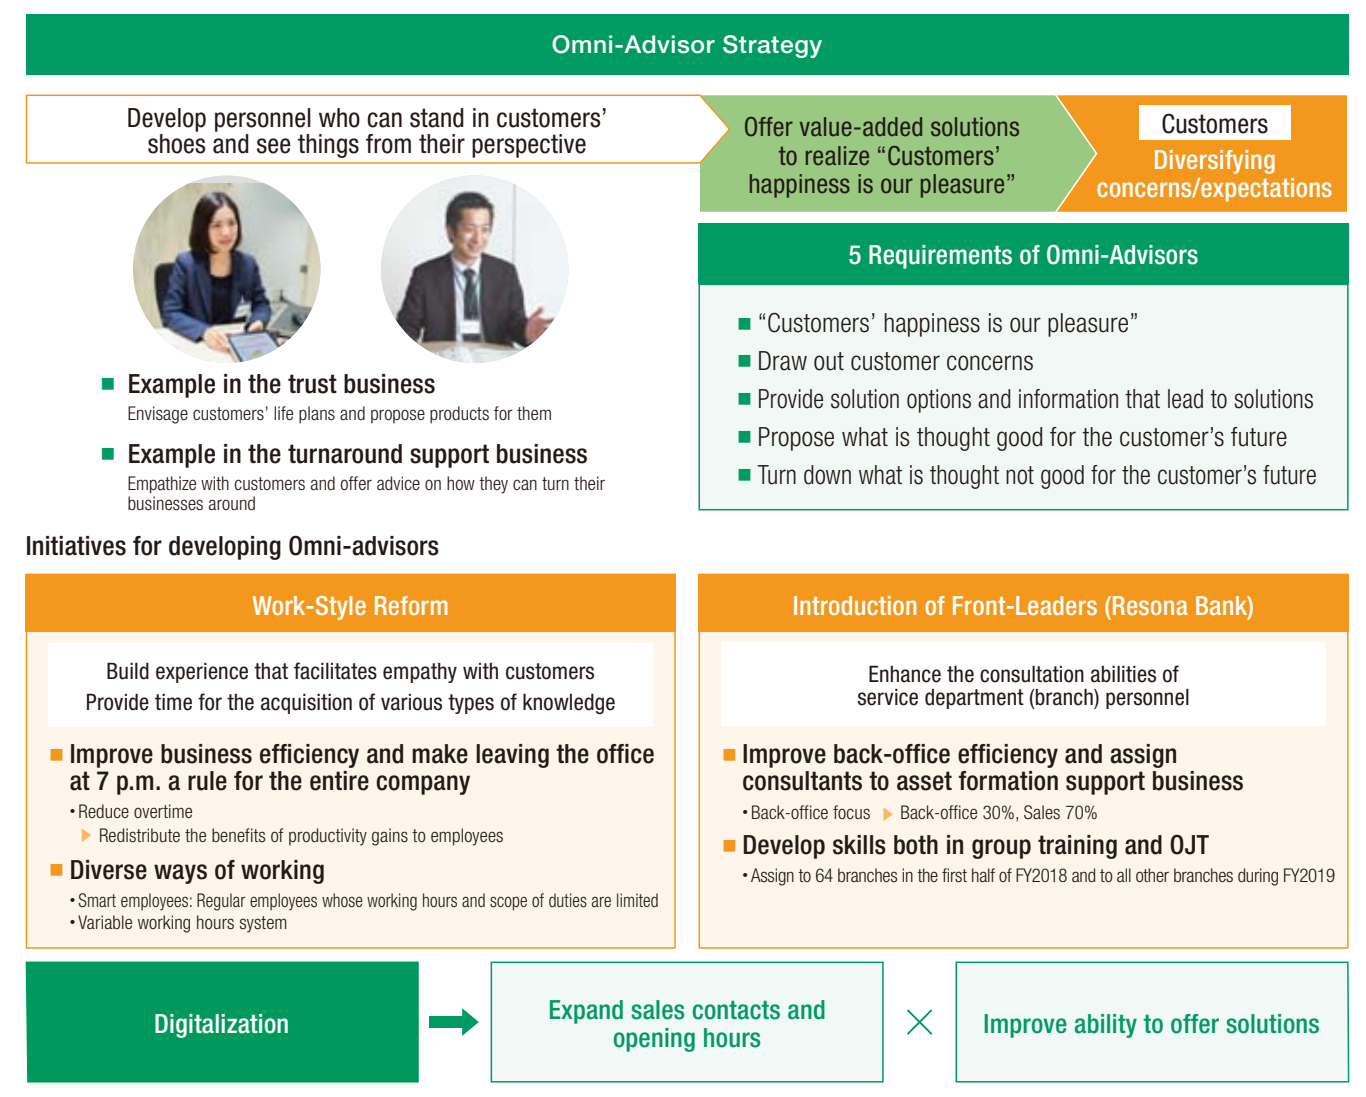 Omni-Advisor Strategy
Develop personnel who can stand in customers’
shoes and see things from their perspective
Offer value-added solutions
to realize “Customers’
happiness is our pleasure”
Customers
Diversifying
concerns/expectations
■ Example in the trust business
Envisage customers’ life plans and propose products for them
■ Example in the turnaround support business
Empathize with customers and offer advice on how they can turn their
businesses around
5 Requirements of Omni-Advisors
■ “Customers’ happiness is our pleasure”
■ Draw out customer concerns
■ Provide solution options and information that lead to solutions
■ Propose what is thought good for the customer’s future
■ Turn down what is thought not good for the customer’s future
Initiatives for developing Omni-advisors
Work-Style Reform
Build experience that facilitates empathy with customers
Provide time for the acquisition of various types of knowledge
■ Improve business efficiency and make leaving the office
at 7 p.m. a rule for the entire company
• Reduce overtime
▶ Redistribute the benefits of productivity gains to employees
■ Diverse ways of working
• Smart employees: Regular employees whose working hours and scope of duties are limited
• Variable working hours system
Introduction of Front-Leaders (Resona Bank)
Enhance the consultation abilities of
service department (branch) personnel
■ Improve back-office efficiency and assign
consultants to asset formation support business
• Back-office focus ▶ Back-office 30%, Sales 70%
■ Develop skills both in group training and OJT
• Assign to 64 branches in the first half of FY2018 and to all other branches during FY2019
Digitalization
Expand sales contacts and
opening hours
×
Improve ability to offer solutions